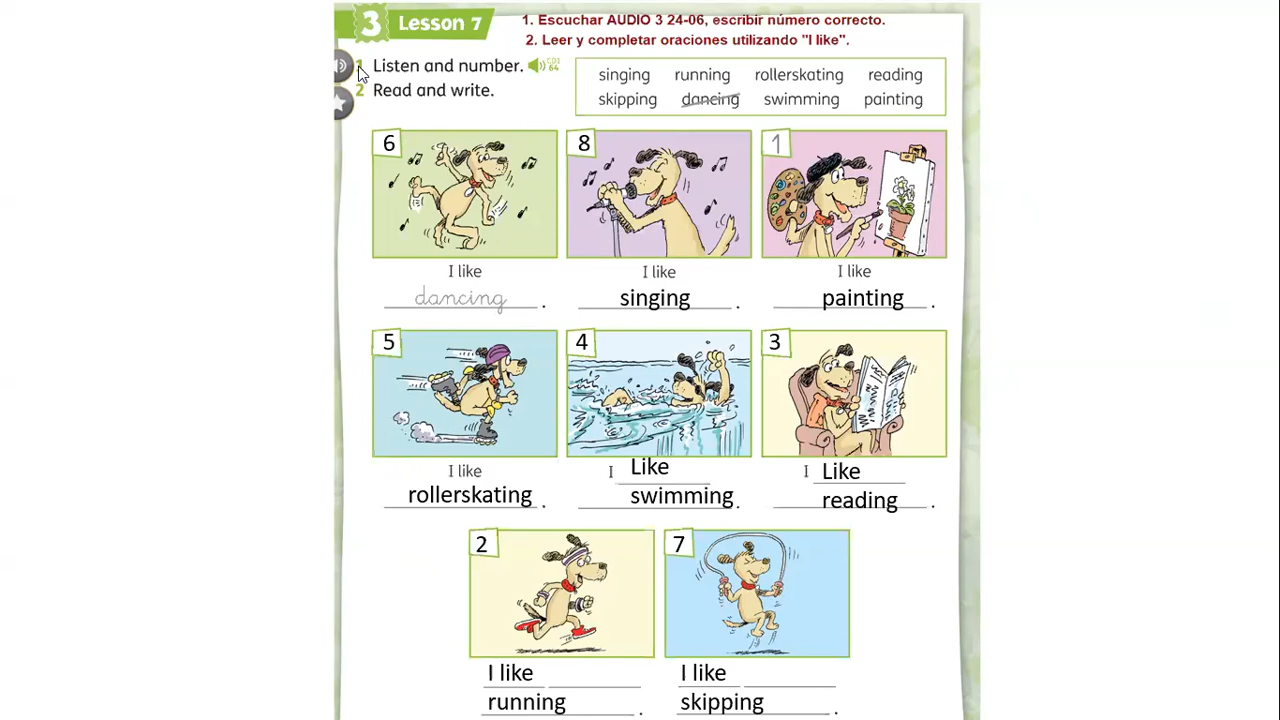 3 Lesson 7
1. Escuchar AUDIO 3 24-06, escribir número correcto.
2. Leer y completar oraciones utilizando "I like".
1 Listen and number. CD3 64
2 Read and write.
singing running rollerskating reading
skipping dancing swimming painting
6 8 1
I like I like I like
dancing . singing . painting .
5 4 3
I like I Like I Like
rollerskating . swimming . reading .
2 7
I like I like
running . skipping .